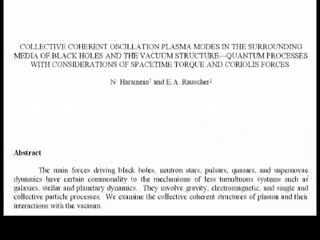 COLLECTIVE COHERENT OSCILLATION PLASMA MODES IN THE SURROUNDING
MEDIA OF BLACK HOLES AND THE VACUUM STRUCTURE—QUANTUM PROCESSES
WITH CONSIDERATIONS OF SPACETIME TORQUE AND CORIOLIS FORCES
N. Haramein† and E.A. Rauscher‡
Abstract
The main forces driving black holes, neutron stars, pulsars, quasars, and supernovae
dynamics have certain commonality to the mechanisms of less tumultuous systems such as
galaxies, stellar and planetary dynamics. They involve gravity, electromagnetic, and single and
collective particle processes. We examine the collective coherent structures of plasma and their
interactions with the vacuum